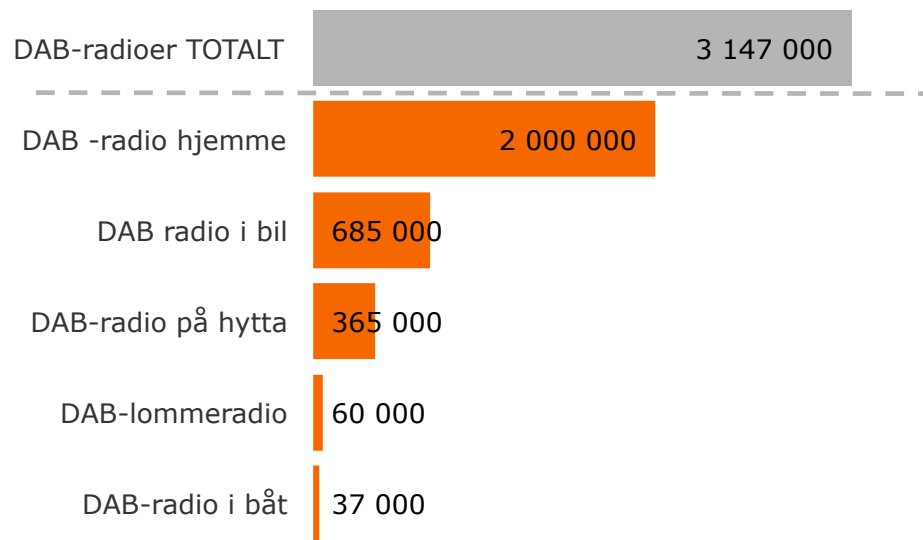 DAB-radioer TOTALT 3 147 000
DAB -radio hjemme 2 000 000
DAB radio i bil 685 000
DAB-radio på hytta 365 000
DAB-lommeradio 60 000
DAB-radio i båt 37 000